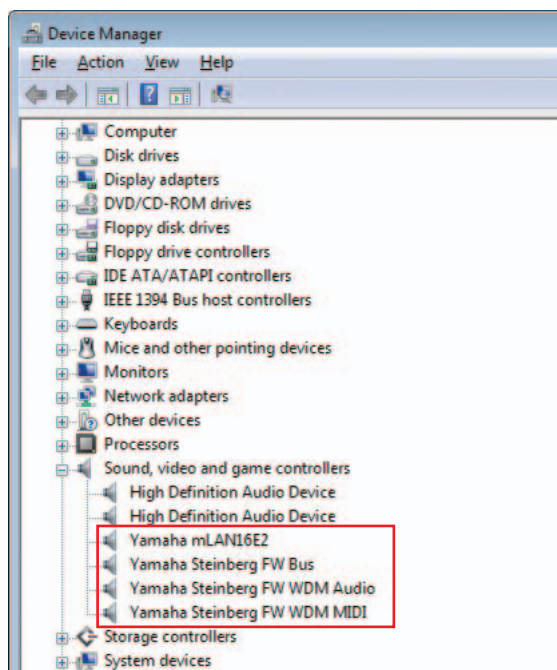 Device Manager
File Action View Help
Computer
Disk drives
Display adapters
DVD/CD-ROM drives
Floppy disk drives
Floppy drive controllers
IDE ATA/ATAPI controllers
IEEE 1394 Bus host controllers
Keyboards
Mice and other pointing devices
Monitors
Network adapters
Other devices
Processors
Sound, video and game controllers
High Definition Audio Device
High Definition Audio Device
Yamaha mLAN16E2
Yamaha Steinberg FW Bus
Yamaha Steinberg FW WDM Audio
Yamaha Steinberg FW WDM MIDI
Storage controllers
System devices